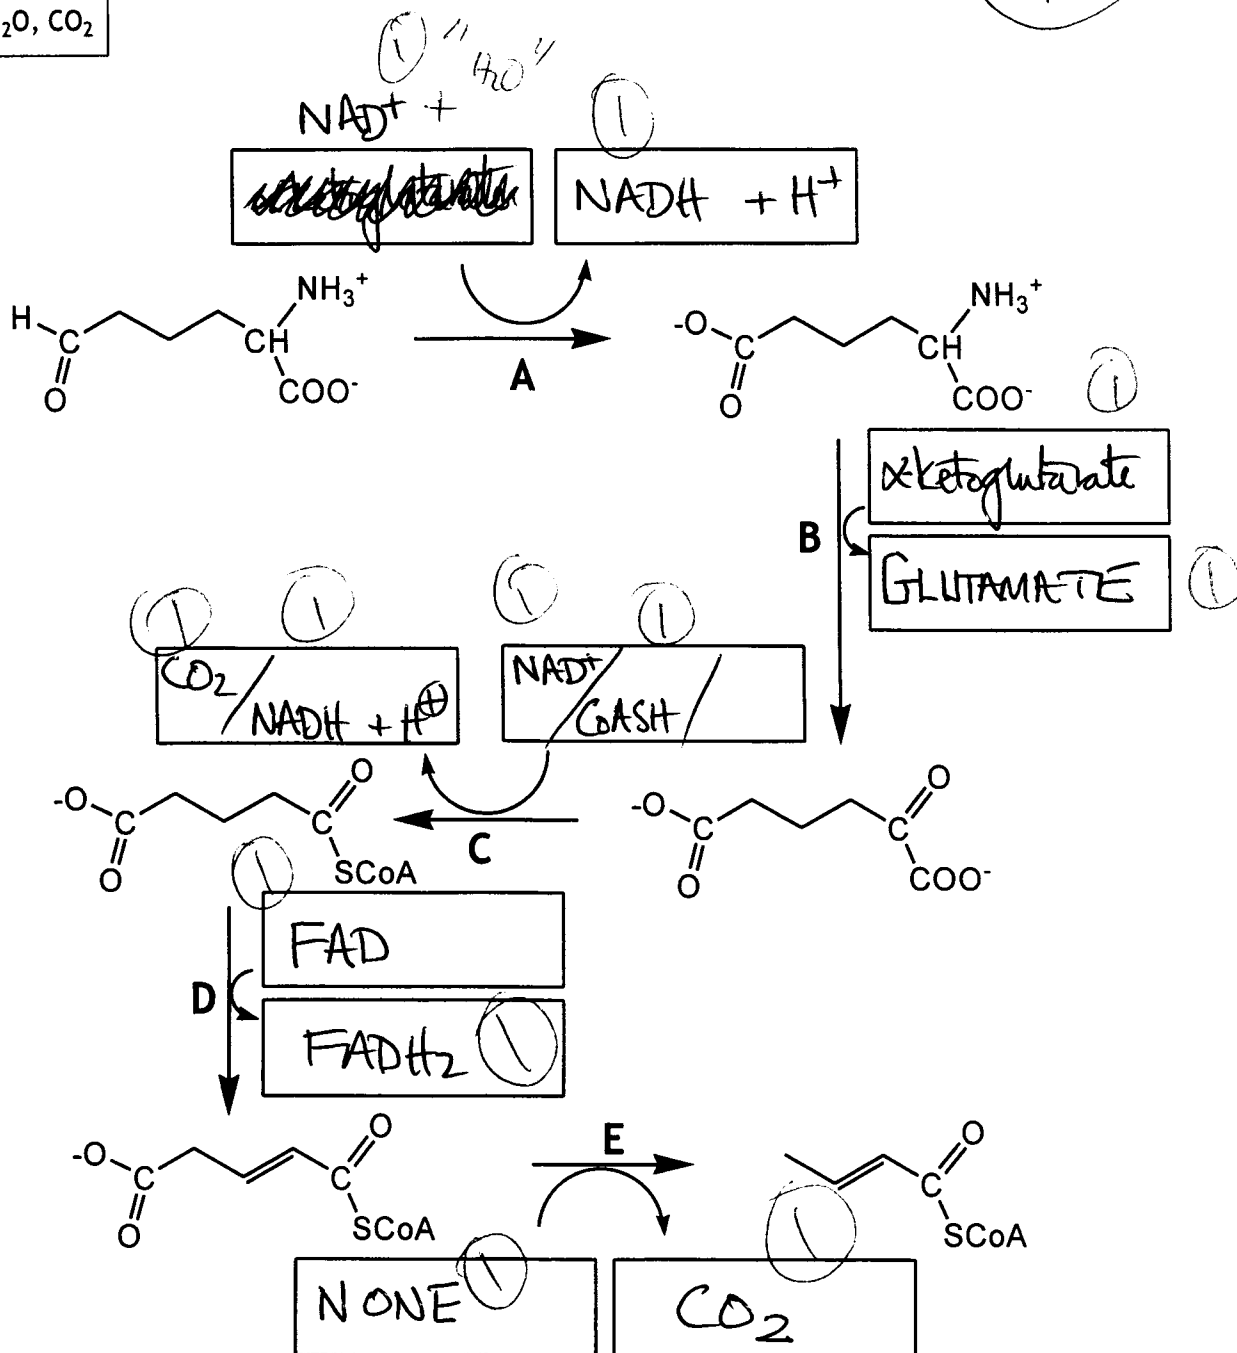 ₂O, CO₂
① "H₂O"
NAD⁺ +
①
NADH + H⁺
H
C
O
NH₃⁺
CH
COO⁻
A
-O
C
O
NH₃⁺
CH
COO⁻
①
α-ketoglutarate
B
GLUTAMATE ①
① ① ① ①
CO₂/NADH + H⊕
NAD⁺/CoASH/
-O
C
O
O
C
SCoA
C
-O
C
O
O
C
COO⁻
①
FAD
D
FADH₂ ①
-O
C
O
O
C
SCoA
E
O
C
SCoA
① ①
NONE
CO₂